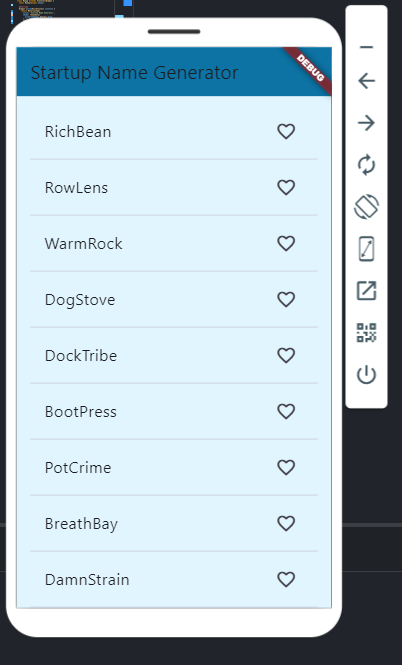 Startup Name Generator
DEBUG
RichBean
RowLens
WarmRock
DogStove
DockTribe
BootPress
PotCrime
BreathBay
DamnStrain